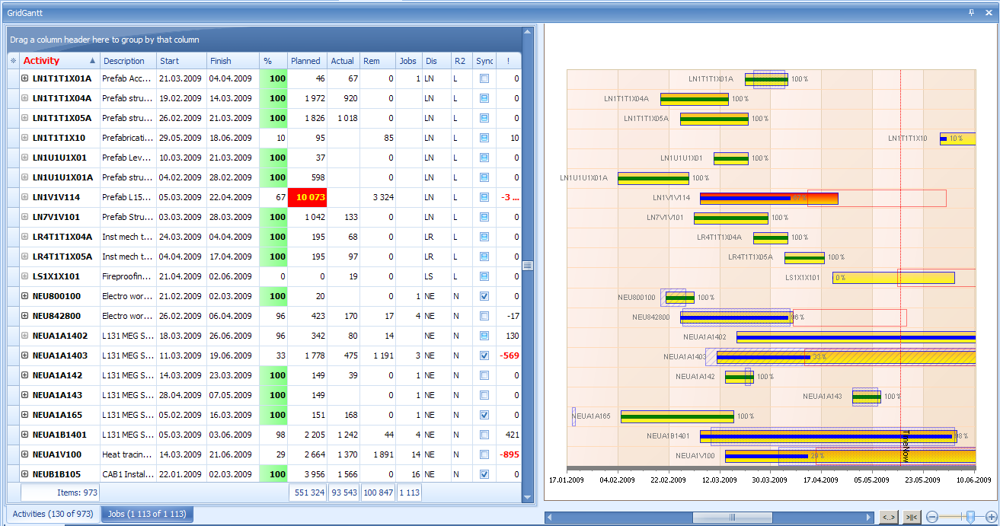 GridGantt
Drag a column header here to group by that column
Activity Description Start Finish % Planned Actual Rem Jobs Dis R2 Sync !
LN1T1T1X01A Prefab Acc... 21.03.2009 04.04.2009 100 46 67 0 1 LN L 0
LN1T1T1X04A Prefab stru... 19.02.2009 14.03.2009 100 1 972 920 0 LN L 0
LN1T1T1X05A Prefab stru... 26.02.2009 21.03.2009 100 1 826 1 018 0 LN L 0
LN1T1T1X10 Prefabricati... 29.05.2009 18.06.2009 10 95 85 LN L 10
LN1U1U1X01 Prefab Lev... 10.03.2009 21.03.2009 100 37 0 LN L 0
LN1U1U1X01A Prefab stru... 04.02.2009 28.02.2009 100 598 0 LN L 0
LN1V1V114 Prefab L15... 05.03.2009 22.04.2009 67 10 073 3 324 LN L -3 ...
LN7V1V101 Prefab Stru... 03.03.2009 28.03.2009 100 1 042 133 0 LN L 0
LR4T1T1X04A Inst mech t... 24.03.2009 04.04.2009 100 195 68 0 LR L 0
LR4T1T1X05A Inst mech t... 04.04.2009 17.04.2009 100 195 97 0 LR L 0
LS1X1X101 Fireproofin... 21.04.2009 02.06.2009 0 0 19 0 LS L 0
NEU800100 Electro wor... 21.02.2009 02.03.2009 100 20 0 1 NE N 0
NEU842800 Electro wor... 26.02.2009 06.04.2009 96 423 170 17 4 NE N -17
NEUA1A1402 L131 MEG S... 18.03.2009 26.06.2009 96 342 80 14 NE N 130
NEUA1A1403 L131 MEG S... 11.03.2009 19.06.2009 33 1 778 475 1 191 3 NE N -569
NEUA1A142 L131 MEG S... 14.03.2009 23.03.2009 100 149 39 0 1 NE N 0
NEUA1A143 L131 MEG S... 28.04.2009 07.05.2009 100 149 0 1 NE N 0
NEUA1A165 L131 MEG S... 05.02.2009 16.03.2009 100 151 168 0 1 NE N 0
NEUA1B1401 L131 MEG S... 05.03.2009 03.06.2009 98 2 205 1 242 44 4 NE N 421
NEUA1V100 Heat tracin... 14.03.2009 21.06.2009 29 2 664 1 370 1 891 14 NE N -895
NEUB1B105 CAB1 Instal... 22.01.2009 02.03.2009 100 3 956 1 566 0 16 NE N 0
Items: 973 551 324 93 543 100 847 1 113
Activities (130 of 973) Jobs (1 113 of 1 113)
LN1T1T1X01A 100 %
LN1T1T1X04A 100 %
LN1T1T1X05A 100 %
LN1T1T1X10 10 %
LN1U1U1X01 100 %
LN1U1U1X01A 100 %
LN1V1V114 67 %
LN7V1V101 100 %
LR4T1T1X04A 100 %
LR4T1T1X05A 100 %
LS1X1X101 0 %
NEU800100 100 %
NEU842800 96 %
NEUA1A1402
NEUA1A1403 33 %
NEUA1A142 100 %
NEUA1A143 100 %
NEUA1A165 100 %
NEUA1B1401 98 %
NEUA1V100 29 %
TimeNow
17.01.2009 04.02.2009 22.02.2009 12.03.2009 30.03.2009 17.04.2009 05.05.2009 23.05.2009 10.06.2009
<..> >||<